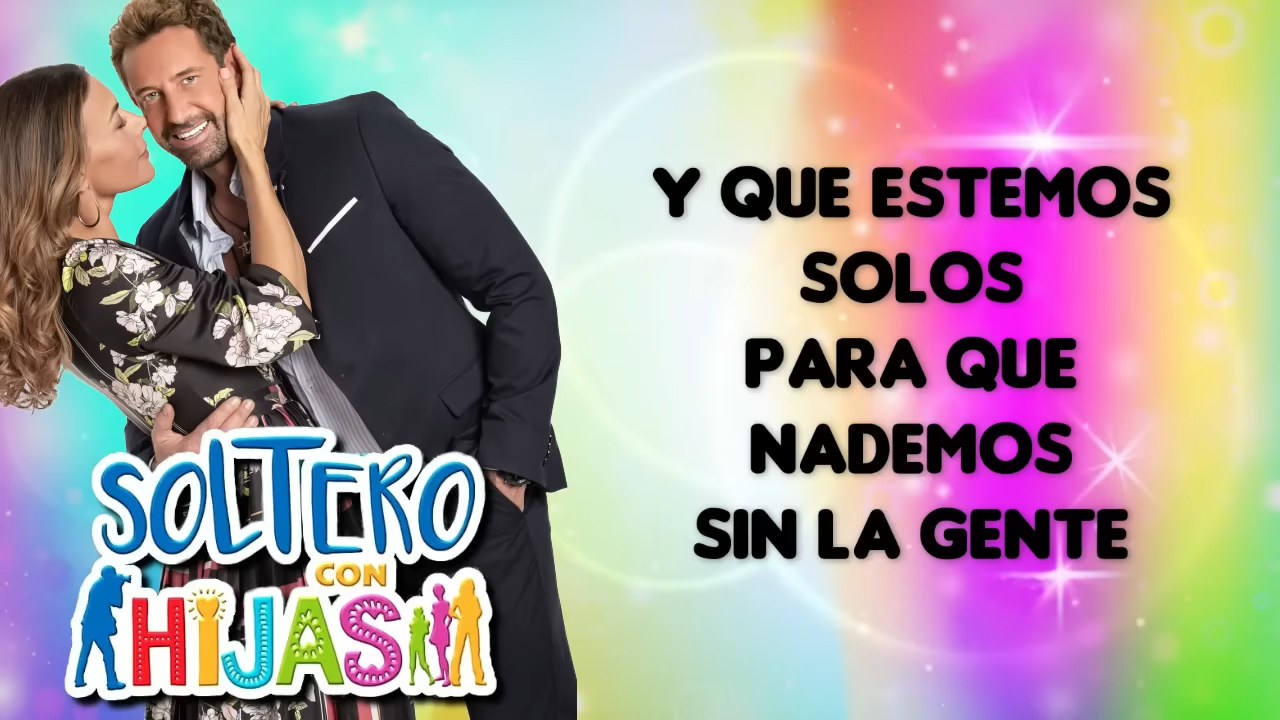 SOLTERO
CON
HIJAS
Y QUE ESTEMOS
SOLOS
PARA QUE
NADEMOS
SIN LA GENTE